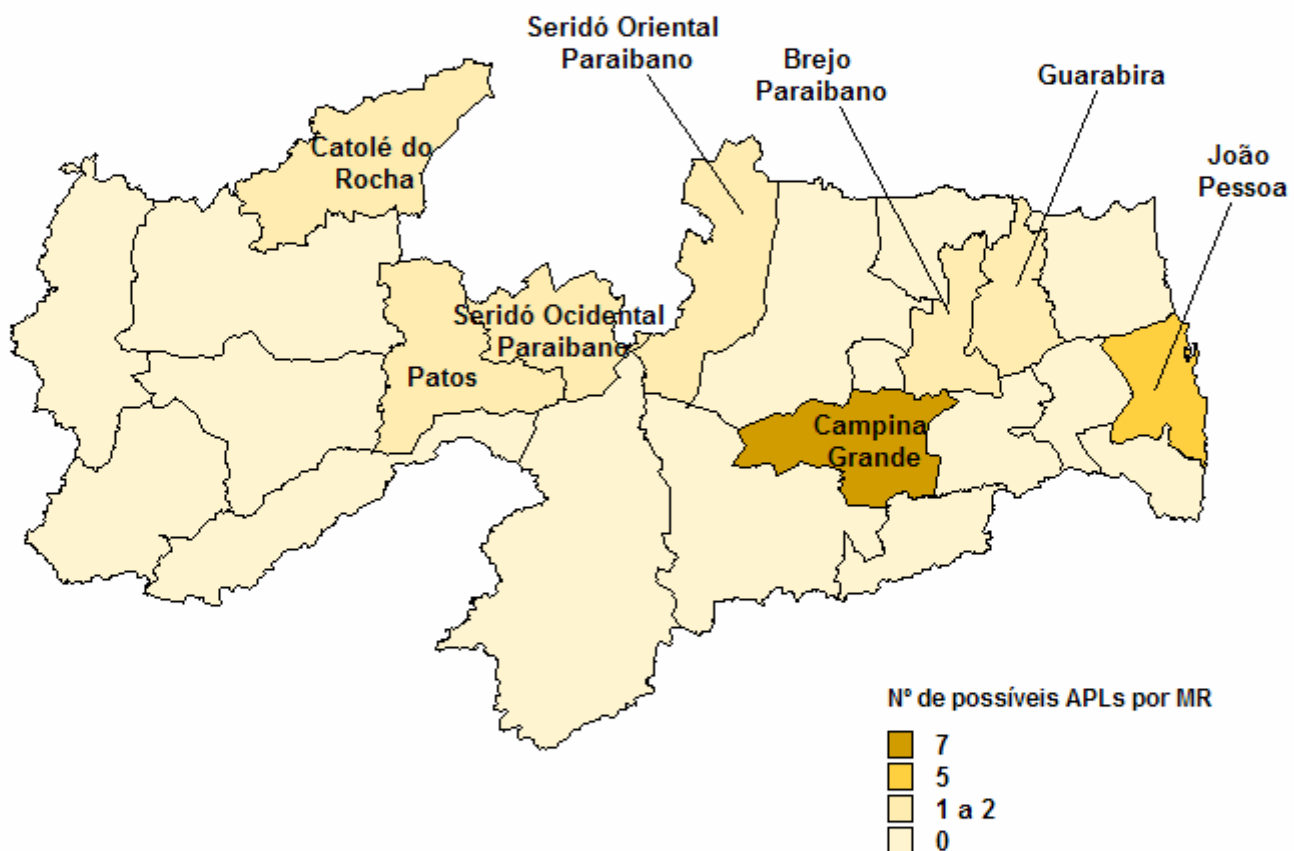 Seridó Oriental
Paraibano
Brejo
Paraibano
Guarabira
João
Pessoa
Catolé do
Rocha
Seridó Ocidental
Paraibano
Patos
Campina
Grande
Nº de possíveis APLs por MR
7
5
1 a 2
0